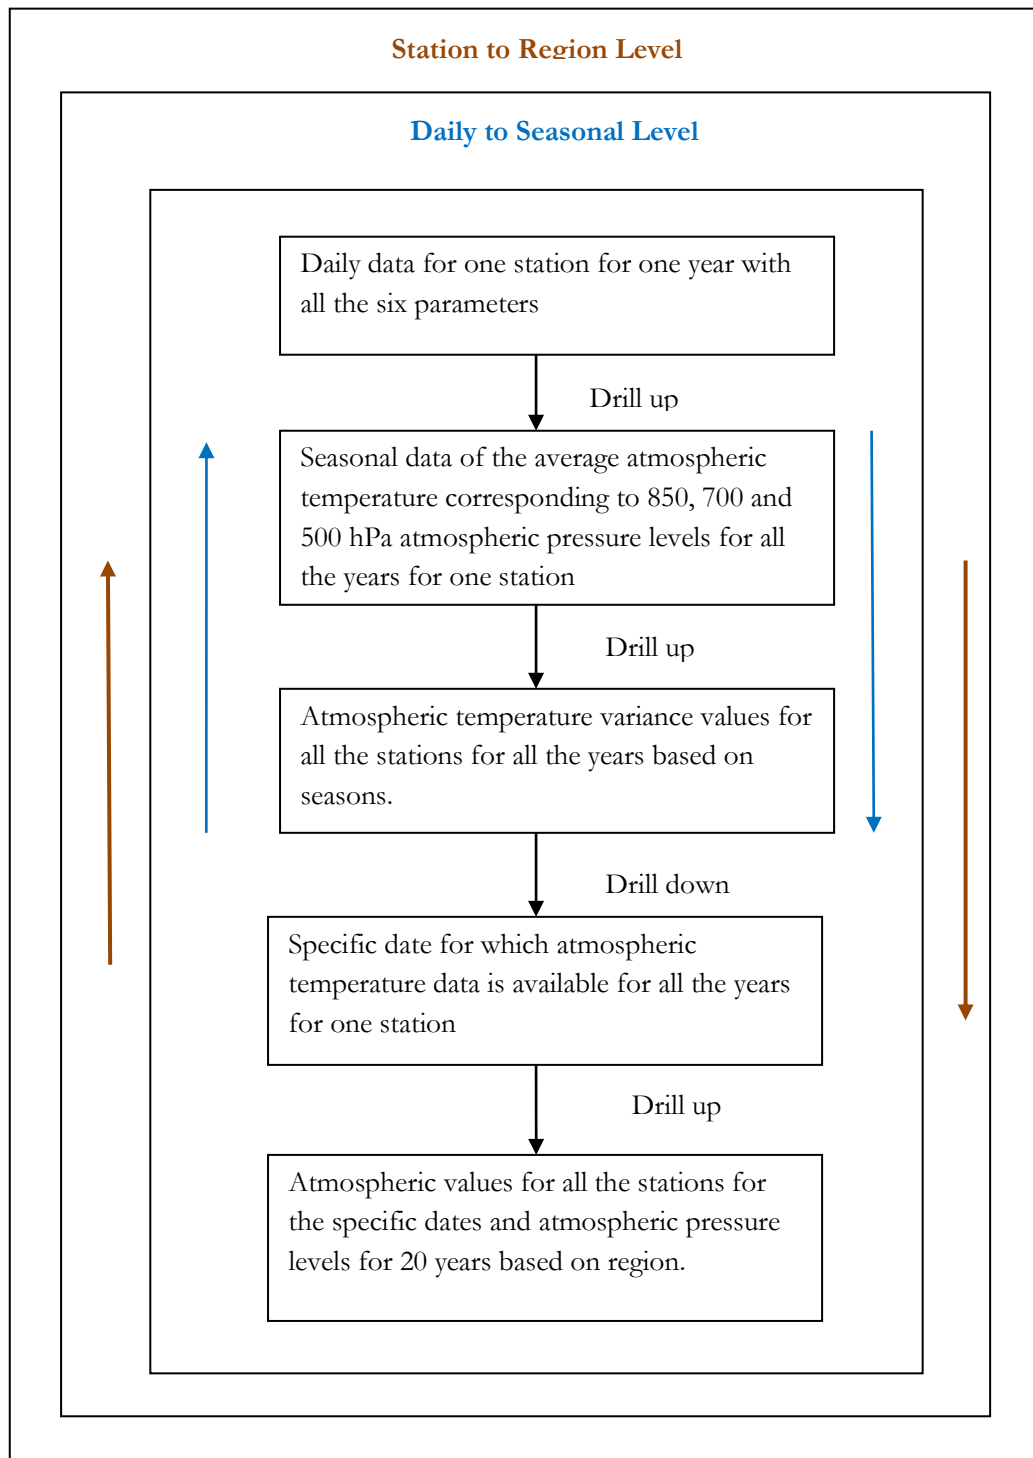 Station to Region Level
Daily to Seasonal Level
Daily data for one station for one year with
all the six parameters
Drill up
Seasonal data of the average atmospheric
temperature corresponding to 850, 700 and
500 hPa atmospheric pressure levels for all
the years for one station
Drill up
Atmospheric temperature variance values for
all the stations for all the years based on
seasons.
Drill down
Specific date for which atmospheric
temperature data is available for all the years
for one station
Drill up
Atmospheric values for all the stations for
the specific dates and atmospheric pressure
levels for 20 years based on region.